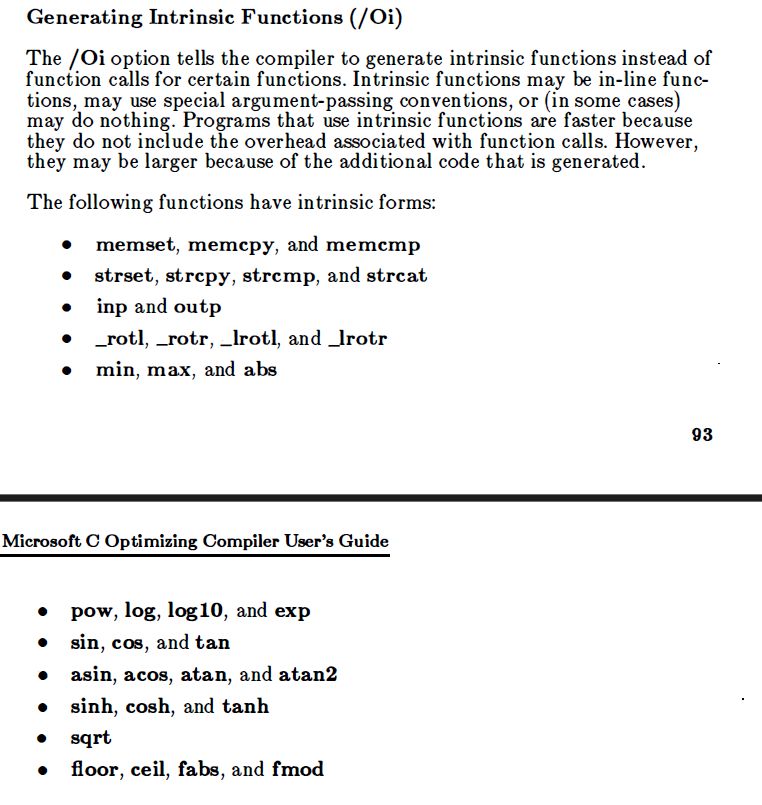 Generating Intrinsic Functions (/Oi)
The /Oi option tells the compiler to generate intrinsic functions instead of
function calls for certain functions. Intrinsic functions may be in-line func-
tions, may use special argument-passing conventions, or (in some cases)
may do nothing. Programs that use intrinsic functions are faster because
they do not include the overhead associated with function calls. However,
they may be larger because of the additional code that is generated.
The following functions have intrinsic forms:
• memset, memcpy, and memcmp
• strset, strcpy, strcmp, and strcat
• inp and outp
• _rotl, _rotr, _lrotl, and _lrotr
• min, max, and abs
93
Microsoft C Optimizing Compiler User's Guide
• pow, log, log10, and exp
• sin, cos, and tan
• asin, acos, atan, and atan2
• sinh, cosh, and tanh
• sqrt
• floor, ceil, fabs, and fmod